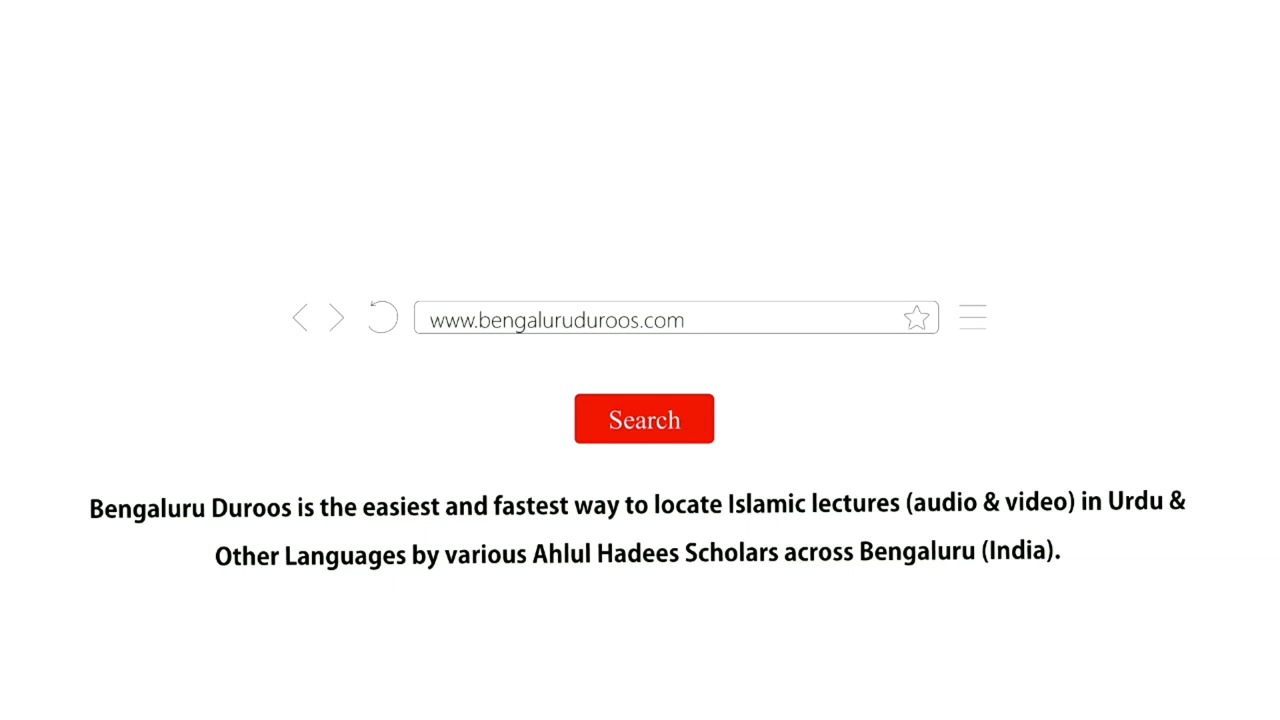 www.bengaluruduroos.com
Search
Bengaluru Duroos is the easiest and fastest way to locate Islamic lectures (audio & video) in Urdu &
Other Languages by various Ahlul Hadees Scholars across Bengaluru (India).